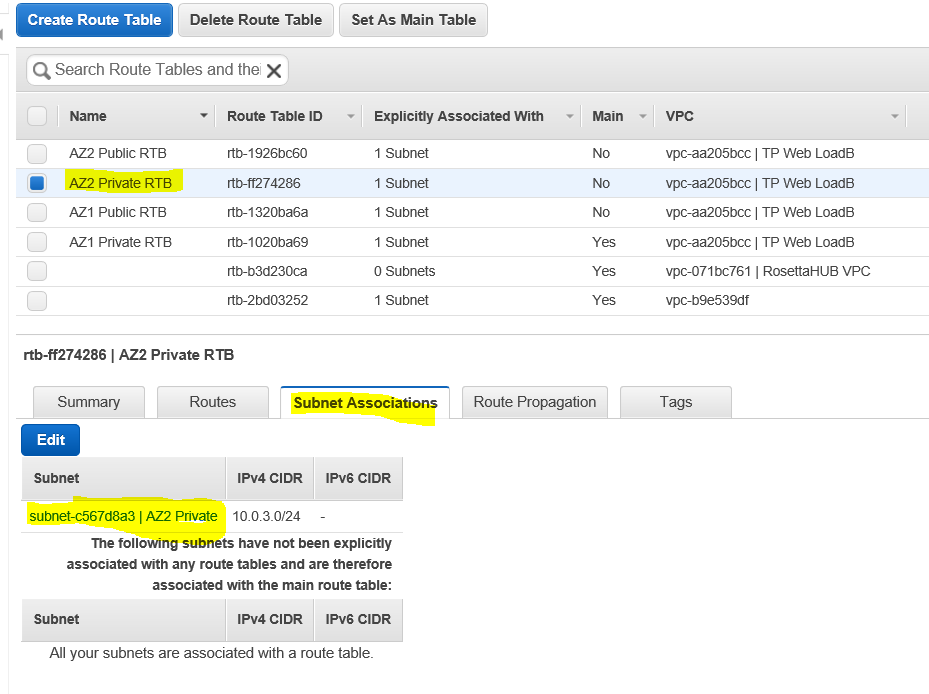 Create Route Table Delete Route Table Set As Main Table
Search Route Tables and thei
Name Route Table ID Explicitly Associated With Main VPC
AZ2 Public RTB rtb-1926bc60 1 Subnet No vpc-aa205bcc | TP Web LoadB
AZ2 Private RTB rtb-ff274286 1 Subnet No vpc-aa205bcc | TP Web LoadB
AZ1 Public RTB rtb-1320ba6a 1 Subnet No vpc-aa205bcc | TP Web LoadB
AZ1 Private RTB rtb-1020ba69 1 Subnet Yes vpc-aa205bcc | TP Web LoadB
rtb-b3d230ca 0 Subnets Yes vpc-071bc761 | RosettaHUB VPC
rtb-2bd03252 1 Subnet Yes vpc-b9e539df
rtb-ff274286 | AZ2 Private RTB
Summary Routes Subnet Associations Route Propagation Tags
Edit
Subnet IPv4 CIDR IPv6 CIDR
subnet-c567d8a3 | AZ2 Private 10.0.3.0/24 -
The following subnets have not been explicitly
associated with any route tables and are therefore
associated with the main route table:
Subnet IPv4 CIDR IPv6 CIDR
All your subnets are associated with a route table.